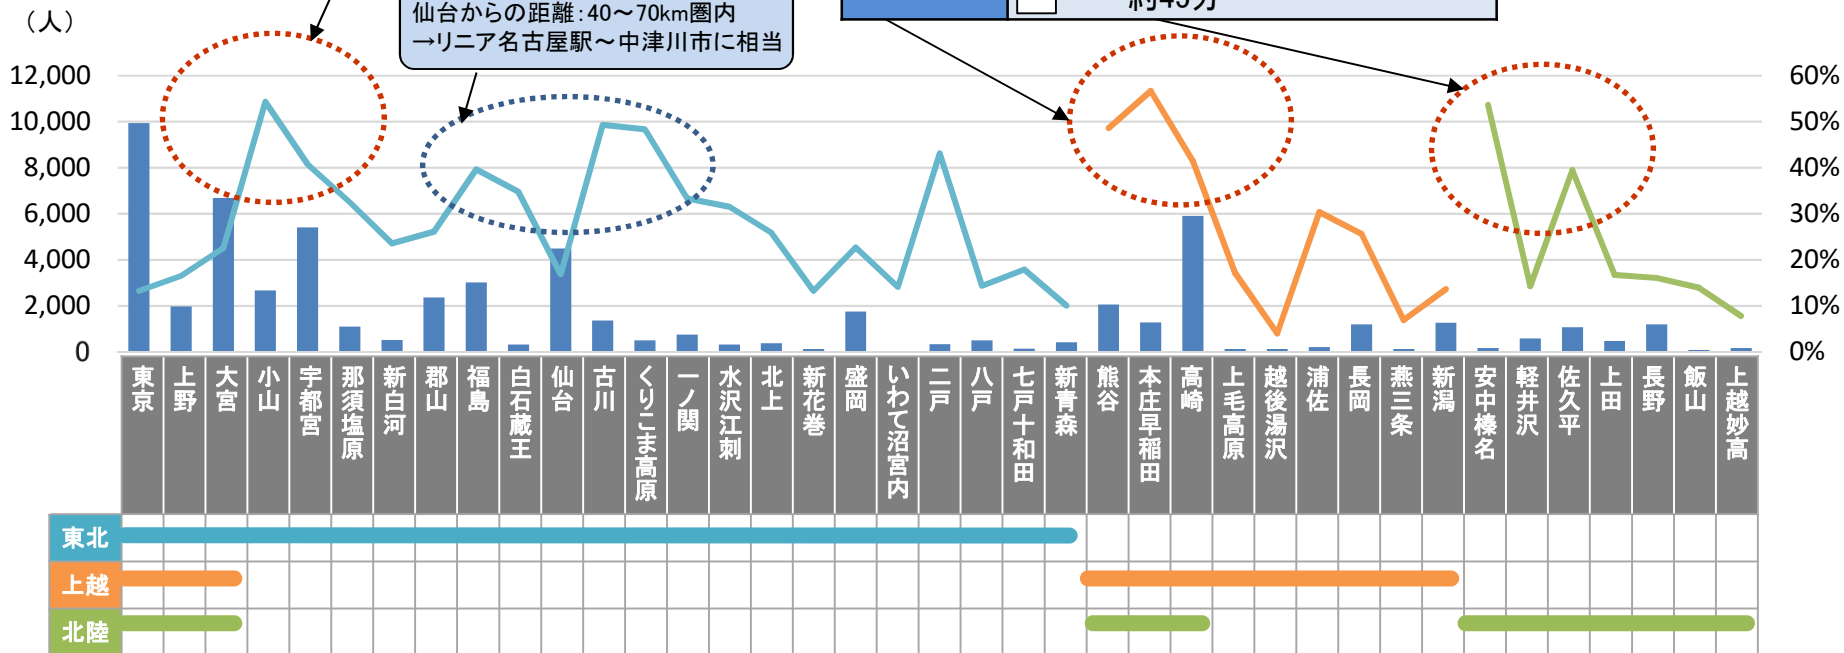 （人）
仙台からの距離：40～70km圏内
→リニア名古屋駅～中津川市に相当
12,000
10,000
8,000
6,000
4,000
2,000
0
60%
50%
40%
30%
20%
10%
0%
東京
上野
大宮
小山
宇都宮
那須塩原
新白河
郡山
福島
白石蔵王
仙台
古川
くりこま高原
一ノ関
水沢江刺
北上
新花巻
盛岡
いわて沼宮内
二戸
八戸
七戸十和田
新青森
熊谷
本庄早稲田
高崎
上毛高原
越後湯沢
浦佐
長岡
燕三条
新潟
安中榛名
軽井沢
佐久平
上田
長野
飯山
上越妙高
東北
上越
北陸